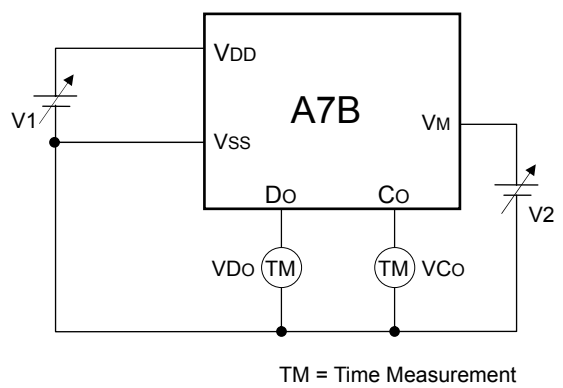 VDD
A7B
V1
VSS
VM
DO
CO
V2
VDO
TM
TM
VCO
TM = Time Measurement